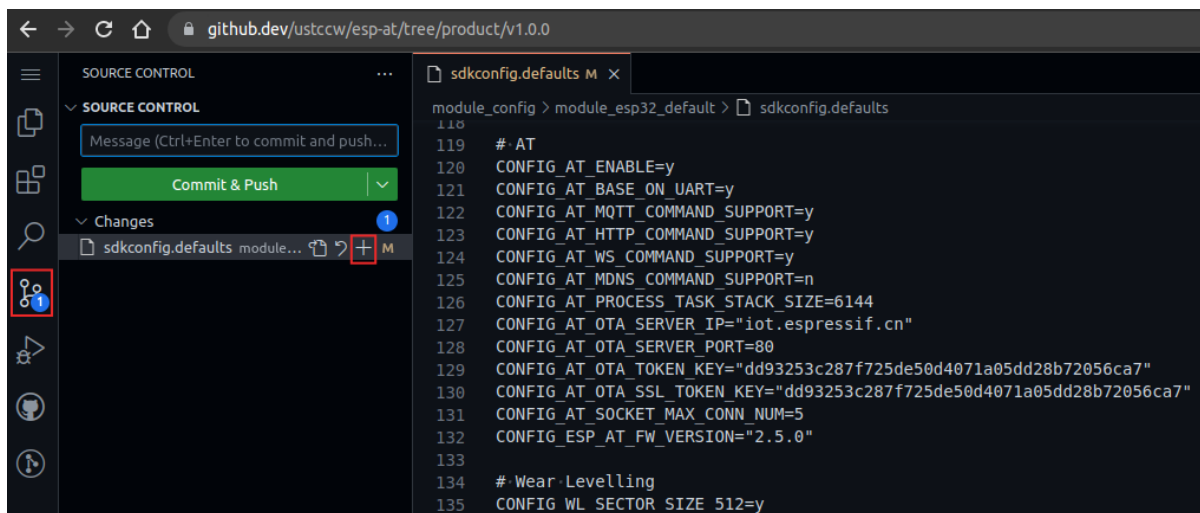 github.dev/ustccw/esp-at/tree/product/v1.0.0
SOURCE CONTROL
SOURCE CONTROL
Message (Ctrl+Enter to commit and push...
Commit & Push
Changes
1
sdkconfig.defaults module... M
1
sdkconfig.defaults M
module_config > module_esp32_default > sdkconfig.defaults
118
119 # AT
120 CONFIG_AT_ENABLE=y
121 CONFIG_AT_BASE_ON_UART=y
122 CONFIG_AT_MQTT_COMMAND_SUPPORT=y
123 CONFIG_AT_HTTP_COMMAND_SUPPORT=y
124 CONFIG_AT_WS_COMMAND_SUPPORT=y
125 CONFIG_AT_MDNS_COMMAND_SUPPORT=n
126 CONFIG_AT_PROCESS_TASK_STACK_SIZE=6144
127 CONFIG_AT_OTA_SERVER_IP="iot.espressif.cn"
128 CONFIG_AT_OTA_SERVER_PORT=80
129 CONFIG_AT_OTA_TOKEN_KEY="dd93253c287f725de50d4071a05dd28b72056ca7"
130 CONFIG_AT_OTA_SSL_TOKEN_KEY="dd93253c287f725de50d4071a05dd28b72056ca7"
131 CONFIG_AT_SOCKET_MAX_CONN_NUM=5
132 CONFIG_ESP_AT_FW_VERSION="2.5.0"
133
134 # Wear Levelling
135 CONFIG_WL_SECTOR_SIZE_512=y